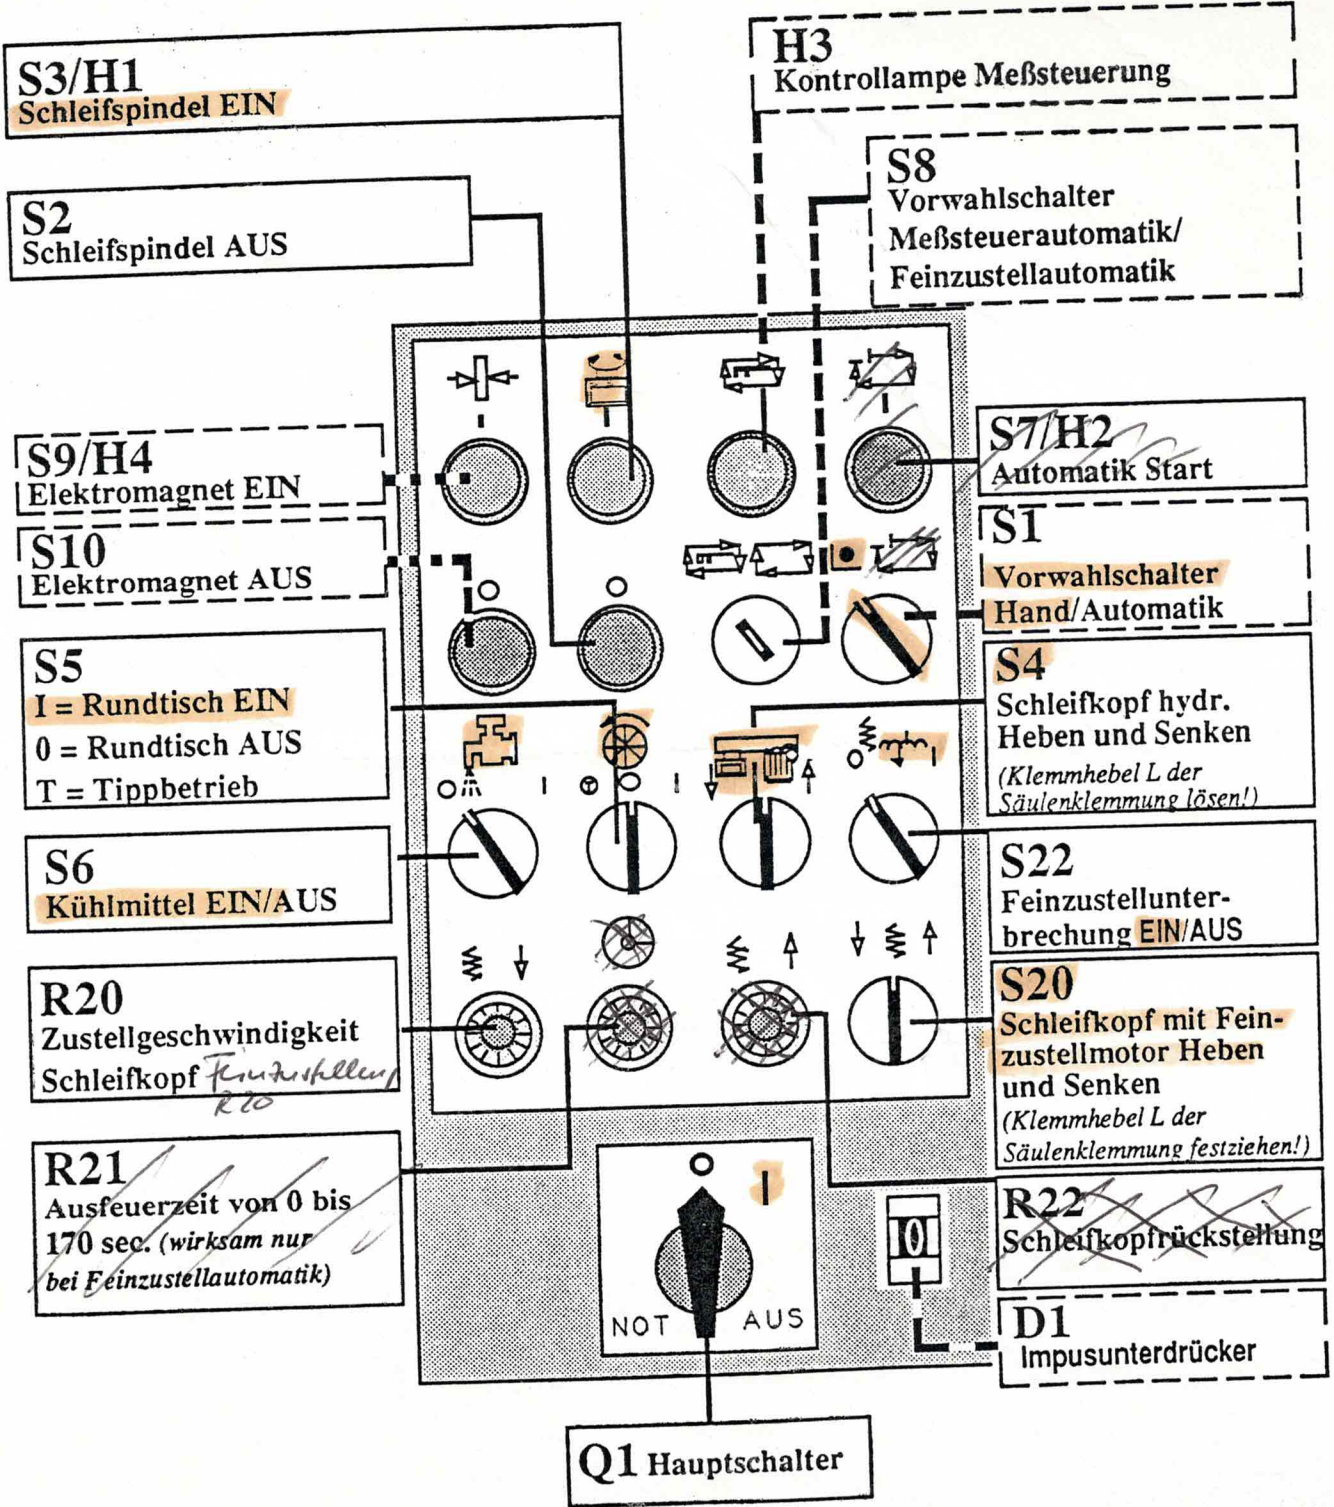 S3/H1
Schleifspindel EIN
H3
Kontrollampe Meßsteuerung
S2
Schleifspindel AUS
S8
Vorwahlschalter
Meßsteuerautomatik/
Feinzustellautomatik
S9/H4
Elektromagnet EIN
S10
Elektromagnet AUS
S7/H2
Automatik Start
S1
Vorwahlschalter
Hand/Automatik
S5
I = Rundtisch EIN
0 = Rundtisch AUS
T = Tippbetrieb
S4
Schleifkopf hydr.
Heben und Senken
(Klemmhebel L der
Säulenklemmung lösen!)
S6
Kühlmittel EIN/AUS
S22
Feinzustellunter-
brechung EIN/AUS
R20
Zustellgeschwindigkeit
Schleifkopf Feinzustellung
R20
S20
Schleifkopf mit Fein-
zustellmotor Heben
und Senken
(Klemmhebel L der
Säulenklemmung festziehen!)
R21
Ausfeuerzeit von 0 bis
170 sec. (wirksam nur
bei Feinzustellautomatik)
R22
Schleifkopfrückstellung
O I
0
NOT AUS
D1
Impusunterdrücker
Q1 Hauptschalter